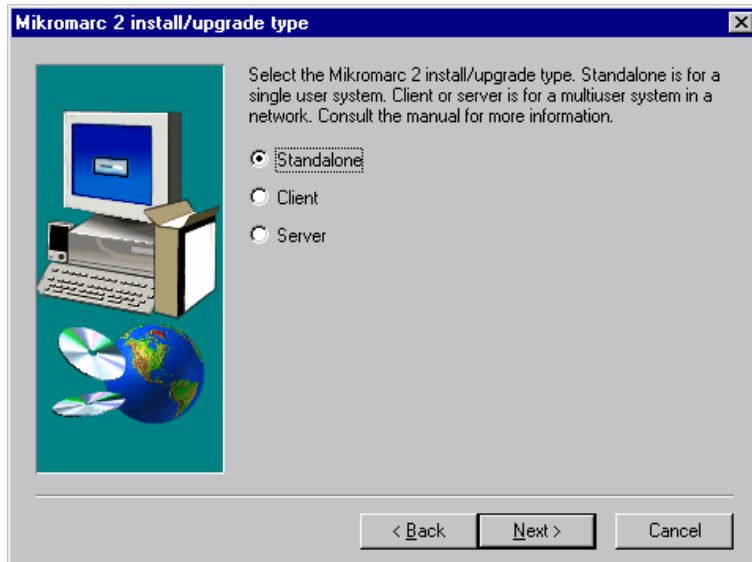 Mikromarc 2 install/upgrade type
Select the Mikromarc 2 install/upgrade type. Standalone is for a
single user system. Client or server is for a multiuser system in a
network. Consult the manual for more information.
Standalone
Client
Server
< Back
Next >
Cancel